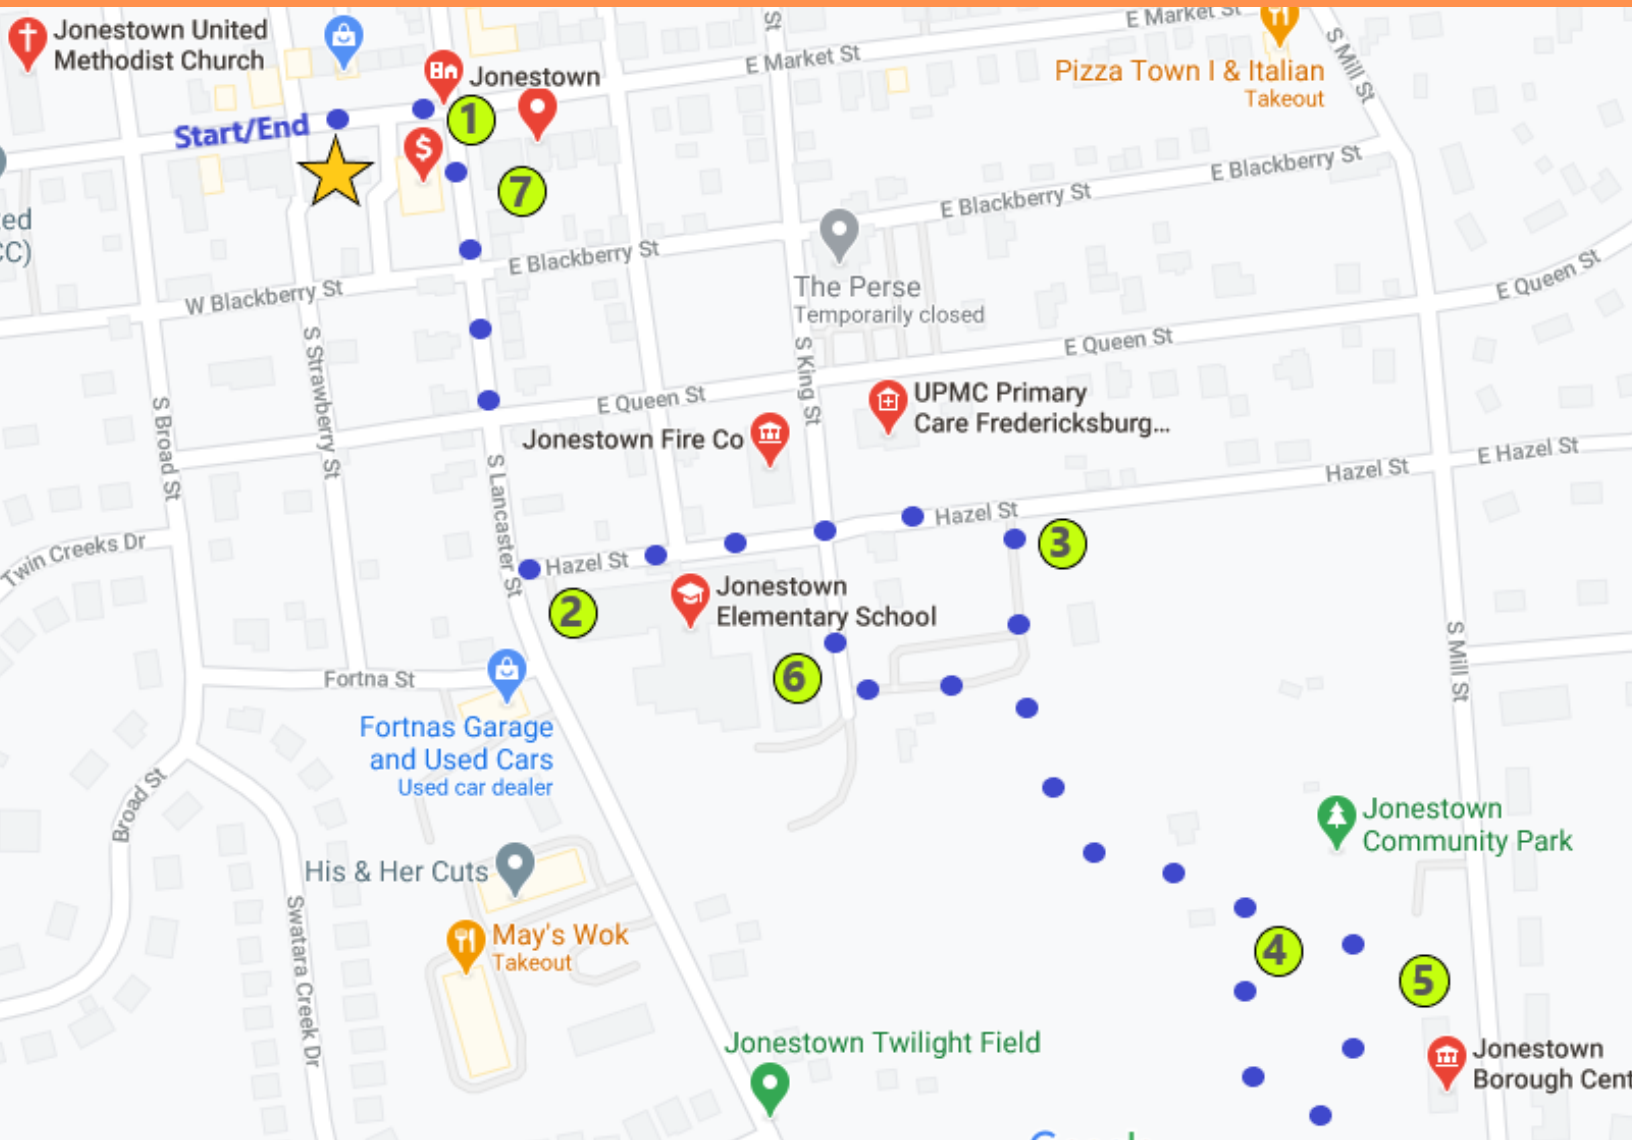 Jonestown United
Methodist Church
St
E Market St
E Market St
S Mill St
Jonestown
Pizza Town I & Italian
Takeout
Start/End
1
$
7
E Blackberry St
E Blackberry St
E Blackberry St
W Blackberry St
The Perse
Temporarily closed
E Queen St
E Queen St
E Queen St
S Strawberry St
S King St
S Broad St
UPMC Primary
Care Fredericksburg...
Jonestown Fire Co
S Lancaster St
Hazel St
E Hazel St
Hazel St
Hazel St
Twin Creeks Dr
3
2
Jonestown
Elementary School
6
S Mill St
Fortna St
Fortnas Garage
and Used Cars
Used car dealer
Broad St
Jonestown
Community Park
His & Her Cuts
Swatara Creek Dr
May's Wok
Takeout
4
5
Jonestown Twilight Field
Jonestown
Borough Cent